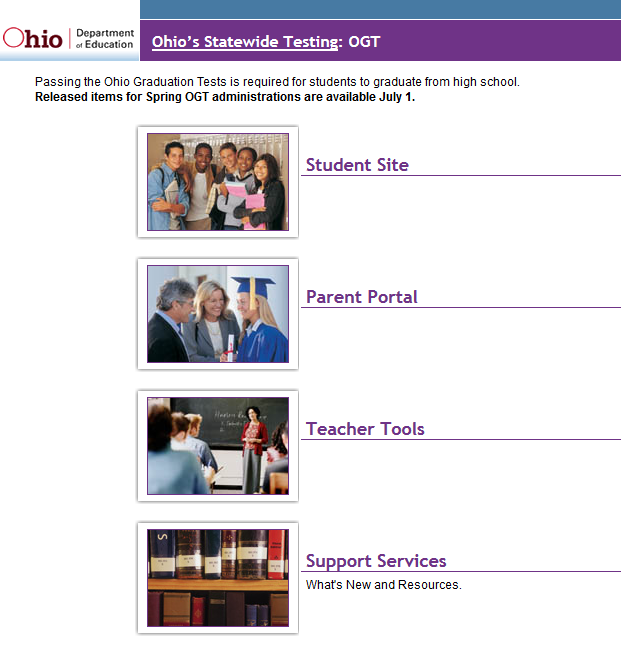 Ohio Department of Education
Ohio's Statewide Testing: OGT
Passing the Ohio Graduation Tests is required for students to graduate from high school.
Released items for Spring OGT administrations are available July 1.
Student Site
Parent Portal
Teacher Tools
Support Services
What's New and Resources.